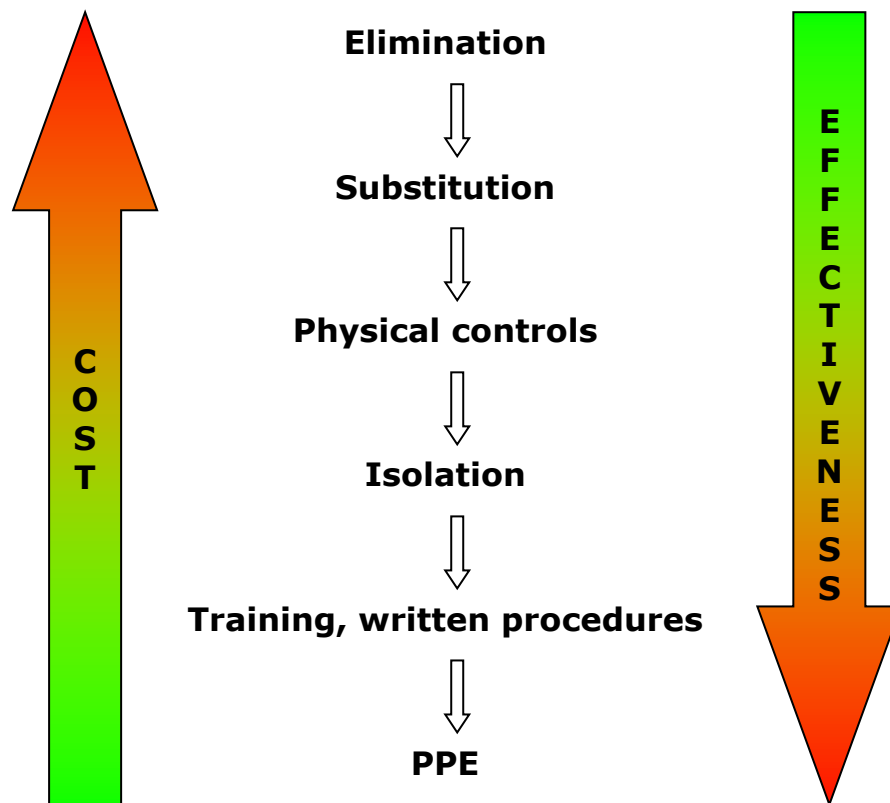 Elimination
Substitution
Physical controls
Isolation
Training, written procedures
PPE
COST
EFFECTIVENESS